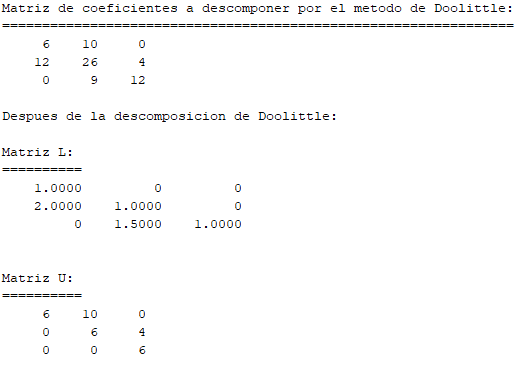 Matriz de coeficientes a descomponer por el metodo de Doolittle:
================================================================
6 10 0
12 26 4
0 9 12
Despues de la descomposicion de Doolittle:
Matriz L:
==========
1.0000 0 0
2.0000 1.0000 0
0 1.5000 1.0000
Matriz U:
==========
6 10 0
0 6 4
0 0 6